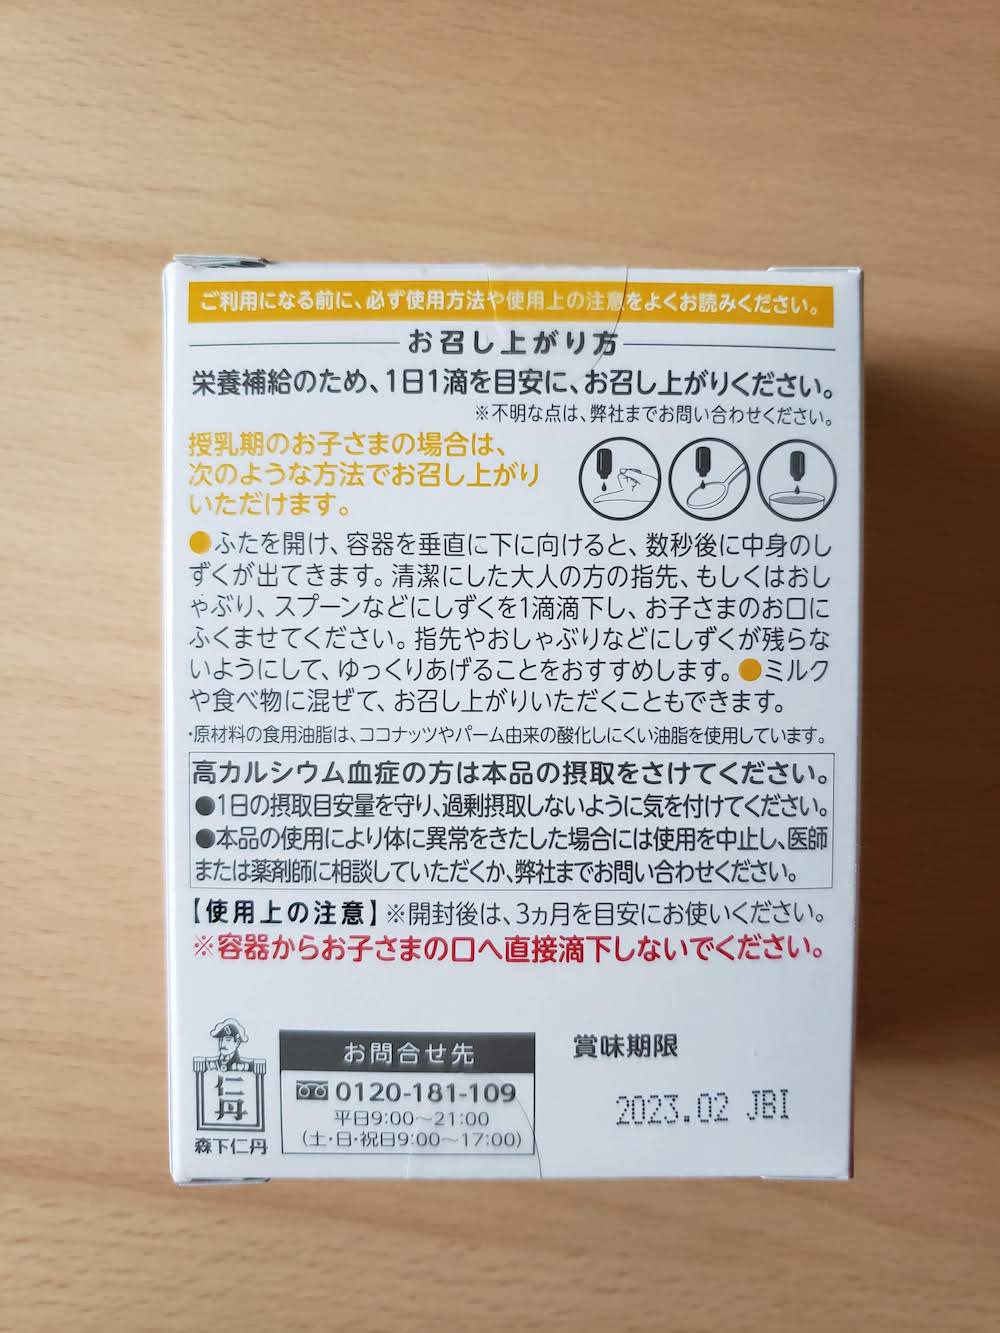 ご利用になる前に、必ず使用方法や使用上の注意をよくお読みください。
お召し上がり方
栄養補給のため、1日1滴を目安に、お召し上がりください。
※不明な点は、弊社までお問い合わせください。
授乳期のお子さまの場合は、
次のような方法でお召し上がり
いただけます。
●ふたを開け、容器を垂直に下に向けると、数秒後に中身のし
ずくが出てきます。清潔にした大人の方の指先、もしくはおし
ゃぶり、スプーンなどにしずくを1滴滴下し、お子さまのお口に
ふくませてください。指先やおしゃぶりなどにしずくが残らな
いようにして、ゆっくりあげることをおすすめします。●ミルク
や食べ物に混ぜて、お召し上がりいただくこともできます。
・原材料の食用油脂は、ココナッツやパーム由来の酸化しにくい油脂を使用しています。
高カルシウム血症の方は本品の摂取をさけてください。
●1日の摂取目安量を守り、過剰摂取しないように気を付けてください。
●本品の使用により体に異常をきたした場合には使用を中止し、医師
または薬剤師に相談していただくか、弊社までお問い合わせください。
【使用上の注意】※開封後は、3ヵ月を目安にお使いください。
※容器からお子さまの口へ直接滴下しないでください。
仁丹
森下仁丹
お問合せ先
0120-181-109
平日9:00〜21:00
(土・日・祝日9:00〜17:00)
賞味期限
2023.02 JBI